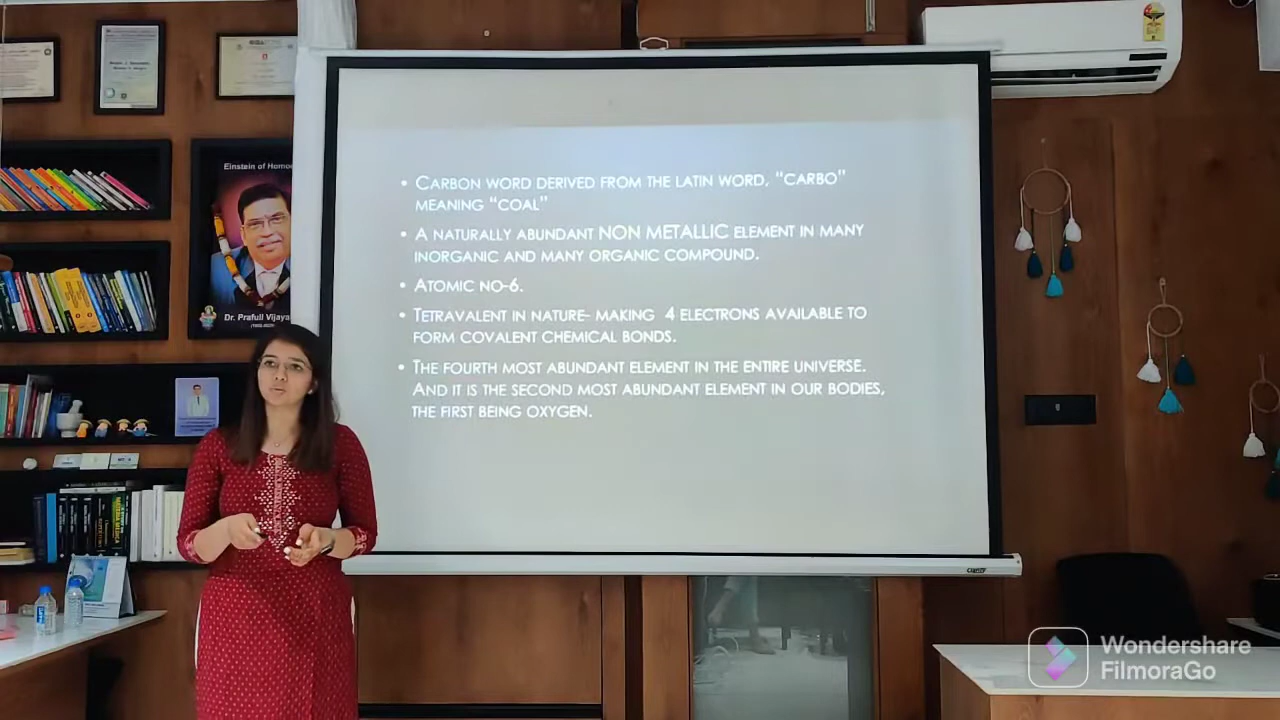 Einstein of Homoe
Dr. Prafull Vijaya
• CARBON WORD DERIVED FROM THE LATIN WORD, “CARBO”
MEANING “COAL”
• A NATURALLY ABUNDANT NON METALLIC ELEMENT IN MANY
INORGANIC AND MANY ORGANIC COMPOUND.
• ATOMIC NO-6.
• TETRAVALENT IN NATURE- MAKING 4 ELECTRONS AVAILABLE TO
FORM COVALENT CHEMICAL BONDS.
• THE FOURTH MOST ABUNDANT ELEMENT IN THE ENTIRE UNIVERSE.
AND IT IS THE SECOND MOST ABUNDANT ELEMENT IN OUR BODIES,
THE FIRST BEING OXYGEN.
Wondershare
FilmoraGo